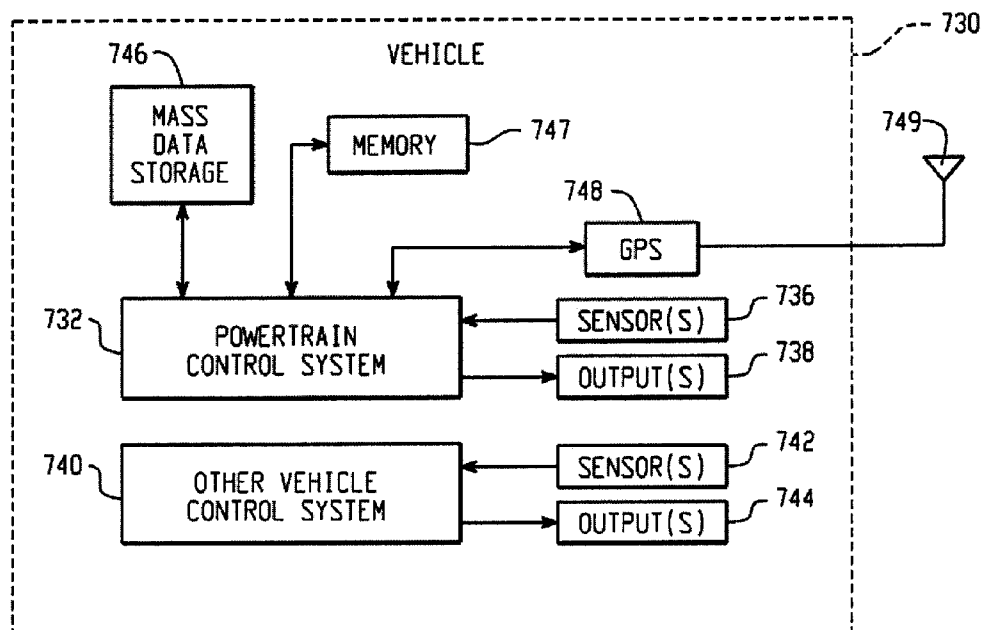 730
VEHICLE
746
MASS
DATA
STORAGE
MEMORY
747
749
748
GPS
732
POWERTRAIN
CONTROL SYSTEM
SENSOR(S)
736
OUTPUT(S)
738
740
OTHER VEHICLE
CONTROL SYSTEM
SENSOR(S)
742
OUTPUT(S)
744